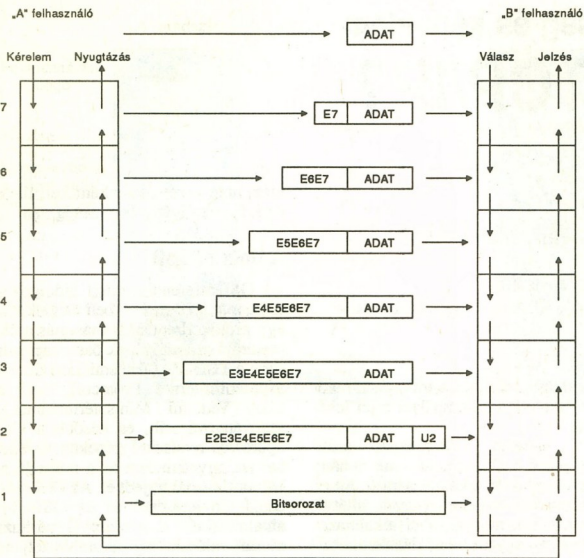 „A" felhasználó
„B" felhasználó
ADAT
Kérelem Nyugtázás
Válasz Jelzés
7 E7 ADAT
6 E6E7 ADAT
5 E5E6E7 ADAT
4 E4E5E6E7 ADAT
3 E3E4E5E6E7 ADAT
2 E2E3E4E5E6E7 ADAT U2
1 Bitsorozat